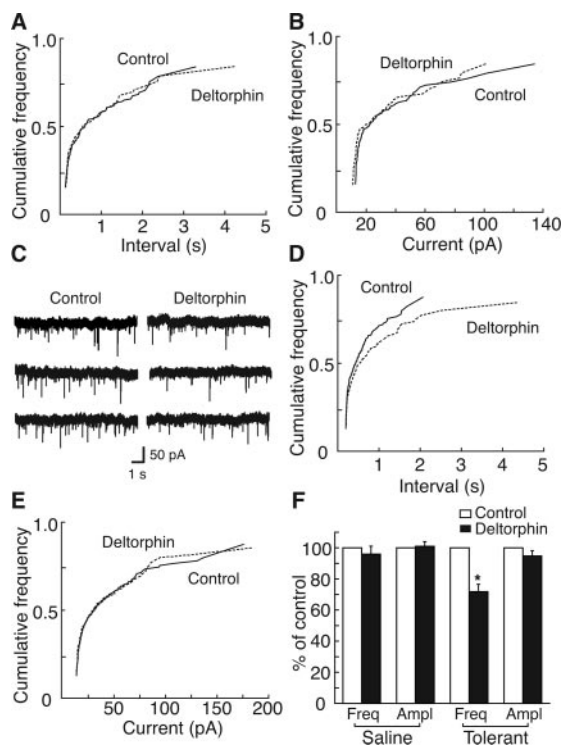 A
Cumulative frequency
1.0
0.5
0
Control
Deltorphin
1 2 3 4 5
Interval (s)
B
Cumulative frequency
1.0
0.5
0
Deltorphin
Control
20 60 100 140
Current (pA)
C
Control Deltorphin
50 pA
1 s
D
Cumulative frequency
1.0
0.5
0
Control
Deltorphin
1 2 3 4 5
Interval (s)
E
Cumulative frequency
1.0
0.5
0
Deltorphin
Control
50 75 100 150 200
Current (pA)
F
Control
Deltorphin
% of control
100
80
60
40
20
0
*
Freq Ampl Freq Ampl
Saline Tolerant